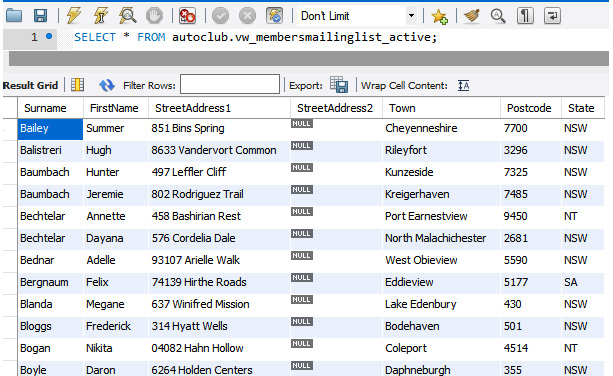 Don't Limit
1 SELECT * FROM autoclub.vw_membersmailinglist_active;
Result Grid Filter Rows: Export: Wrap Cell Content:
Surname FirstName StreetAddress1 StreetAddress2 Town Postcode State
Bailey Summer 851 Bins Spring NULL Cheyenneshire 7700 NSW
Balistreri Hugh 8633 Vandervort Common NULL Rileyfort 3296 NSW
Baumbach Hunter 497 Leffler Cliff NULL Kunzeside 7325 NSW
Baumbach Jeremie 802 Rodriguez Trail NULL Kreigerhaven 7485 NSW
Bechtelar Annette 458 Bashirian Rest NULL Port Earnestview 9450 NT
Bechtelar Dayana 576 Cordelia Dale NULL North Malachichester 2681 NSW
Bednar Adelle 93107 Arielle Walk NULL West Obieview 5590 NSW
Bergnaum Felix 74139 Hirthe Roads NULL Eddieview 5177 SA
Blanda Megane 637 Winifred Mission NULL Lake Edenbury 430 NSW
Bloggs Frederick 314 Hyatt Wells NULL Bodehaven 501 NSW
Bogan Nikita 04082 Hahn Hollow NULL Coleport 4514 NT
Boyle Daron 6264 Holden Centers NULL Daphneburgh 355 NSW